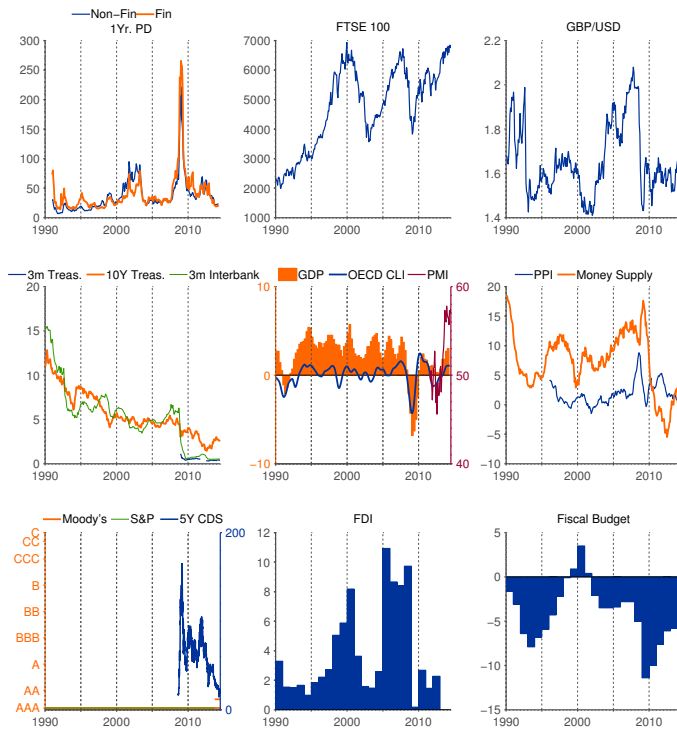 Non−Fin Fin
1Yr. PD
300
250
200
150
100
50
0
1990 2000 2010
FTSE 100
7000
6000
5000
4000
3000
2000
1000
1990 2000 2010
GBP/USD
2.2
2
1.8
1.6
1.4
1990 2000 2010
3m Treas. 10Y Treas. 3m Interbank
20
15
10
5
0
1990 2000 2010
GDP OECD CLI PMI
10 60
0 50
−10 40
1990 2000 2010
PPI Money Supply
20
15
10
5
0
−5
−10
1990 2000 2010
Moody's S&P 5Y CDS
C 200
CC
CCC
B
BB
BBB
A
AA
AAA 0
1990 2000 2010
FDI
12
10
8
6
4
2
0
1990 2000 2010
Fiscal Budget
5
0
−5
−10
−15
1990 2000 2010